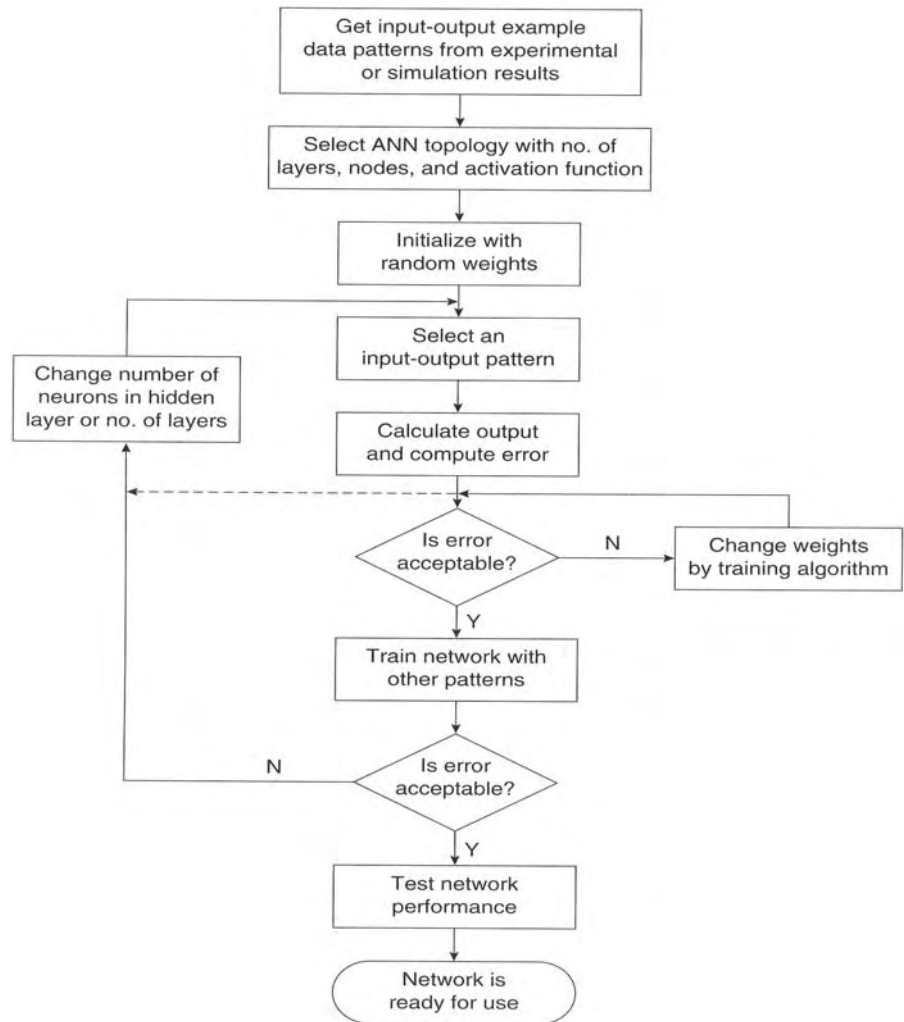 Get input-output example
data patterns from experimental
or simulation results
Select ANN topology with no. of
layers, nodes, and activation function
Initialize with
random weights
Select an
input-output pattern
Change number of
neurons in hidden
layer or no. of layers
Calculate output
and compute error
Is error
acceptable?
N
Change weights
by training algorithm
Y
Train network with
other patterns
N
Is error
acceptable?
Y
Test network
performance
Network is
ready for use